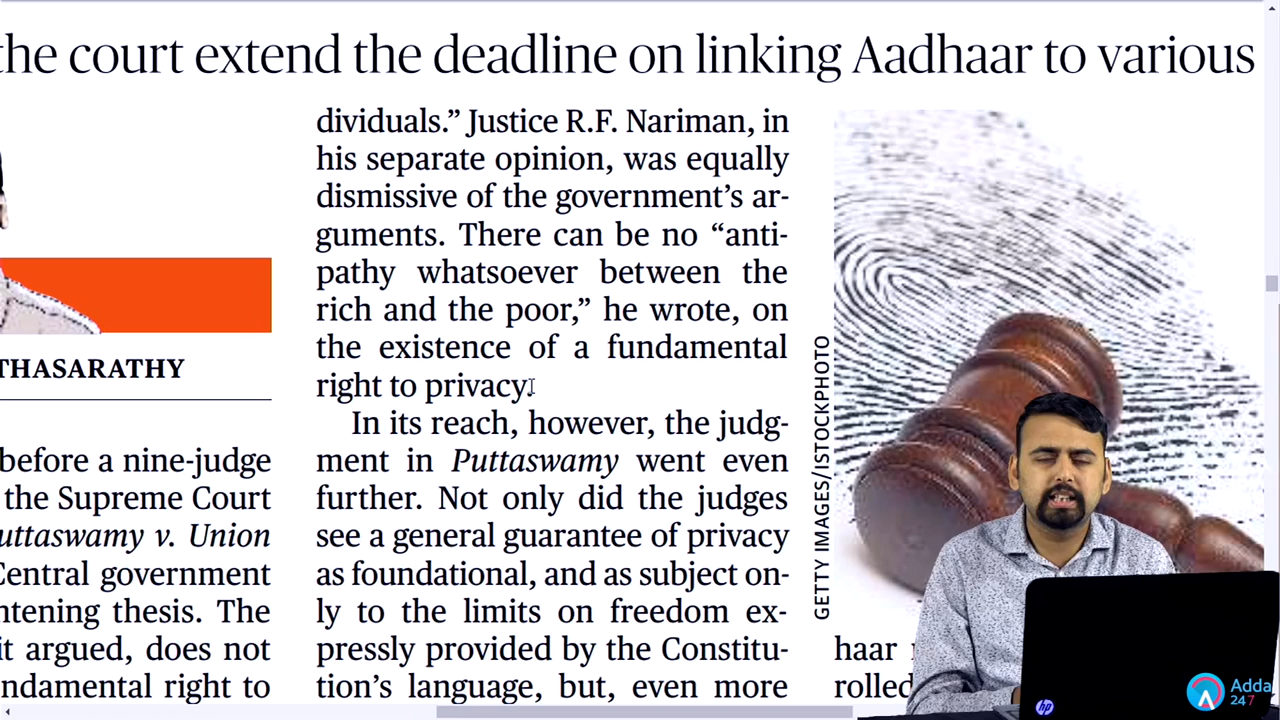 the court extend the deadline on linking Aadhaar to various
THASARATHY
before a nine-judge
the Supreme Court
uttaswamy v. Union
Central government
ntening thesis. The
it argued, does not
ndamental right to
dividuals.” Justice R.F. Nariman, in
his separate opinion, was equally
dismissive of the government’s ar-
guments. There can be no “anti-
pathy whatsoever between the
rich and the poor,” he wrote, on
the existence of a fundamental
right to privacy.
In its reach, however, the judg-
ment in Puttaswamy went even
further. Not only did the judges
see a general guarantee of privacy
as foundational, and as subject on-
ly to the limits on freedom ex-
pressly provided by the Constitu-
tion’s language, but, even more
GETTY IMAGES/ISTOCKPHOTO
haar
rolled
hp
Adda
247